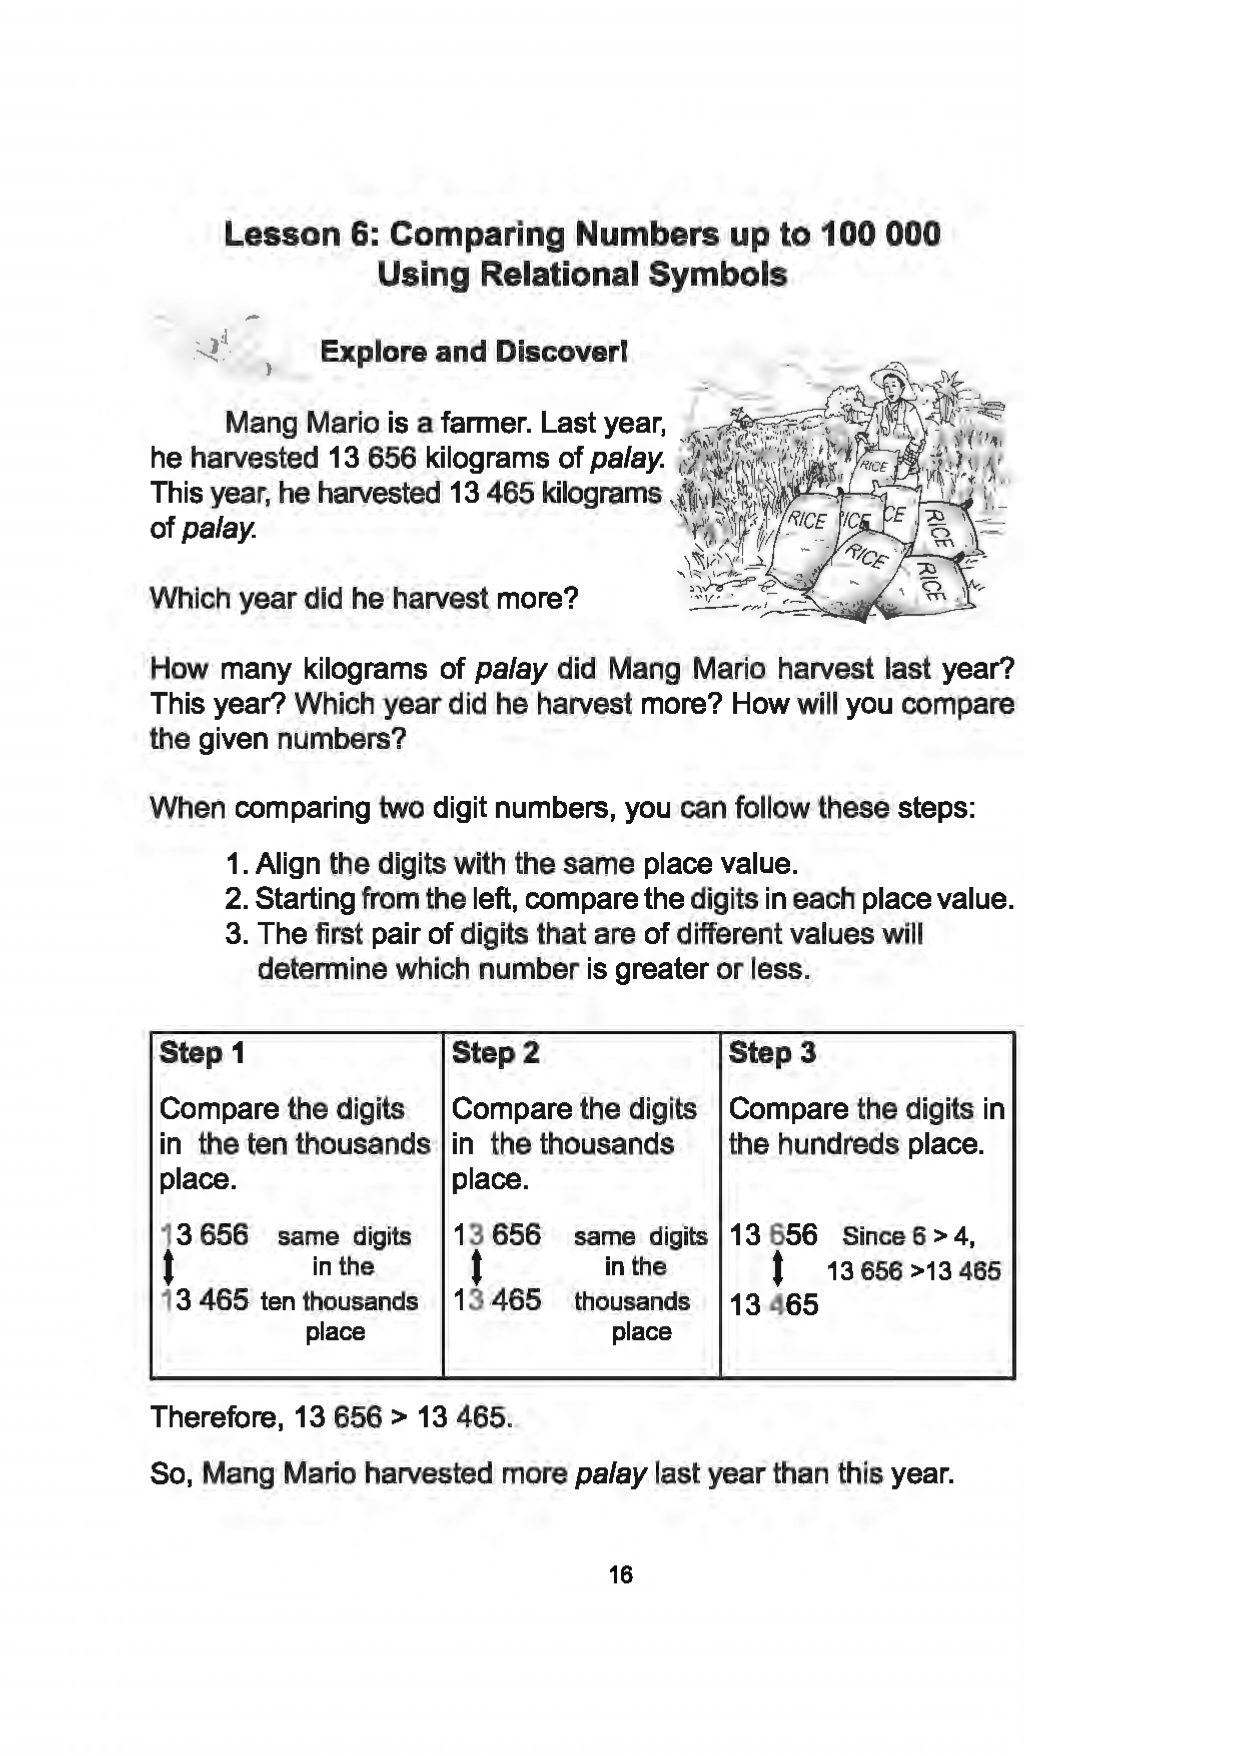 Lesson 6: Comparing Numbers up to 100 000
Using Relational Symbols
Explore and Discover!
Mang Mario is a farmer. Last year,
he harvested 13 656 kilograms of palay.
This year, he harvested 13 465 kilograms
of palay.
RICE
RICE
ICE
CE
RICE
RICE
RICE
Which year did he harvest more?
How many kilograms of palay did Mang Mario harvest last year?
This year? Which year did he harvest more? How will you compare
the given numbers?
When comparing two digit numbers, you can follow these steps:
1. Align the digits with the same place value.
2. Starting from the left, compare the digits in each place value.
3. The first pair of digits that are of different values will
determine which number is greater or less.
Step 1
Compare the digits
in the ten thousands
place.
13 656 same digits
in the
13 465 ten thousands
place
Step 2
Compare the digits
in the thousands
place.
13 656 same digits
in the
13 465 thousands
place
Step 3
Compare the digits in
the hundreds place.
13 656 Since 6 > 4,
13 656 >13 465
13 465
Therefore, 13 656 > 13 465.
So, Mang Mario harvested more palay last year than this year.
16